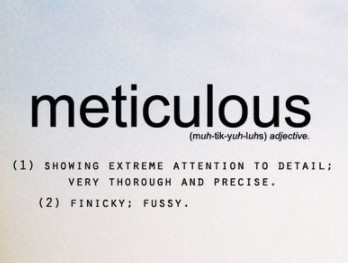 meticulous
(muh-tik-yuh-luhs) adjective.
(1) SHOWING EXTREME ATTENTION TO DETAIL;
VERY THOROUGH AND PRECISE.
(2) FINICKY; FUSSY.